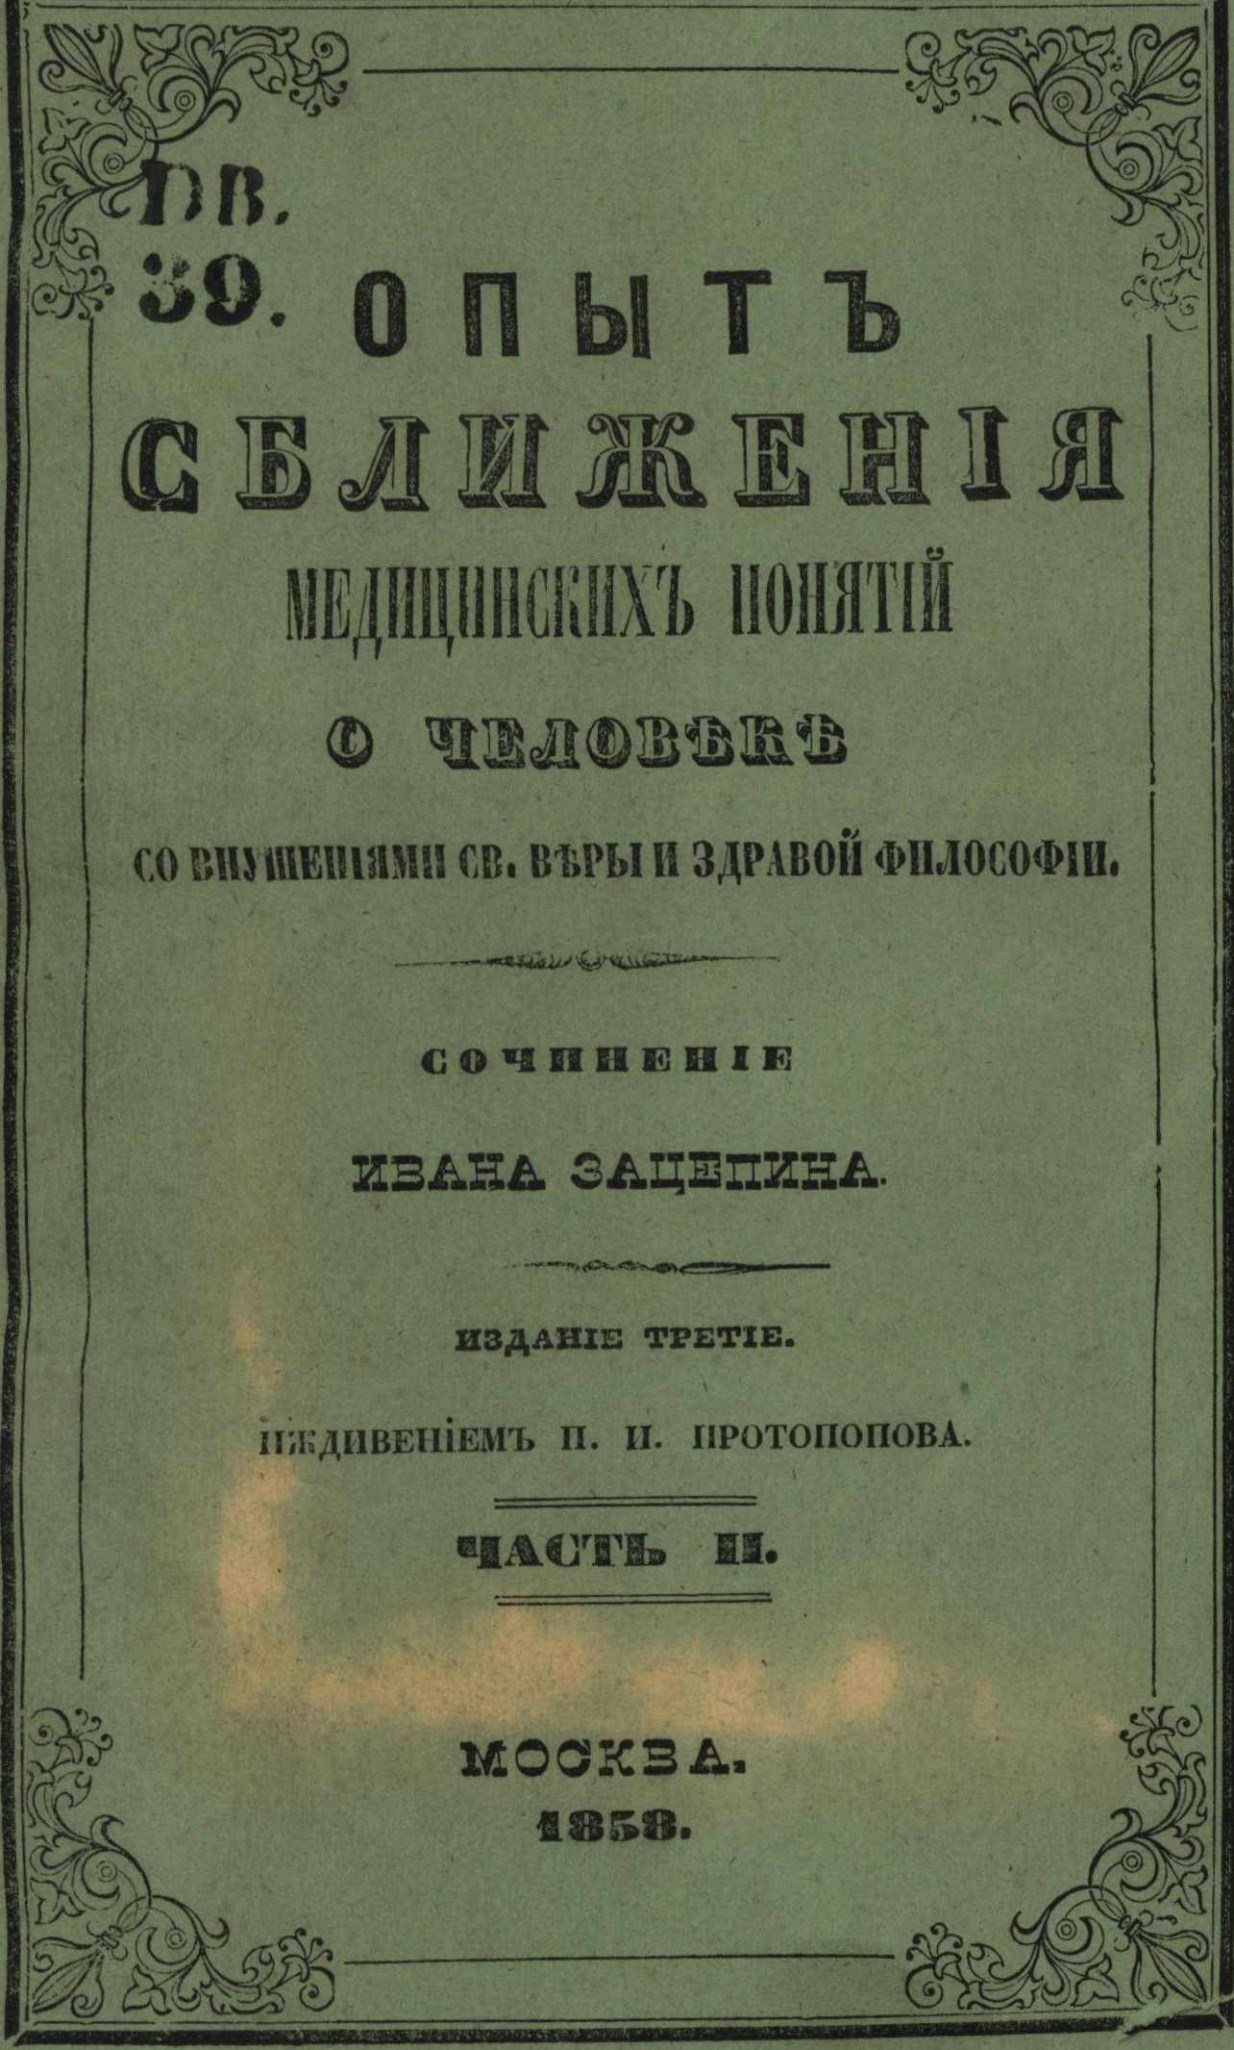 DB.
39.
ОПЫТЪ
СБЛИЖЕНІЯ
МЕДИЦИНСКИХЪ ПОНЯТІЙ
О ЧЕЛОВѢКѢ
СО ВНУШЕНІЯМИ СВ. ВѢРЫ И ЗДРАВОЙ ФИЛОСОФІИ.
СОЧИНЕНІЕ
ИВАНА ЗАЦЕПИНА.
ИЗДАНІЕ ТРЕТІЕ.
ИЖДИВЕНІЕМЪ П. И. ПРОТОПОПОВА.
ЧАСТЬ II.
МОСКВА.
1858.